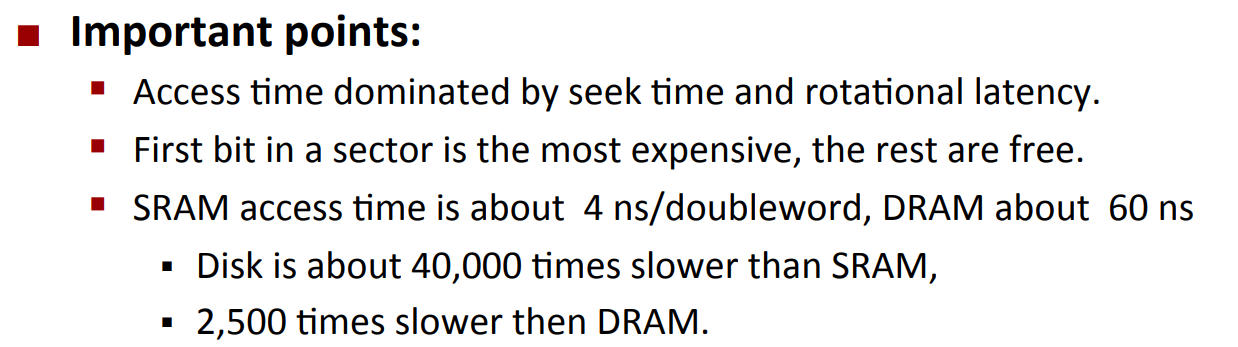 Important points:
Access time dominated by seek time and rotational latency.
First bit in a sector is the most expensive, the rest are free.
SRAM access time is about  4 ns/doubleword, DRAM about  60 ns
Disk is about 40,000 times slower than SRAM,
2,500 times slower then DRAM.